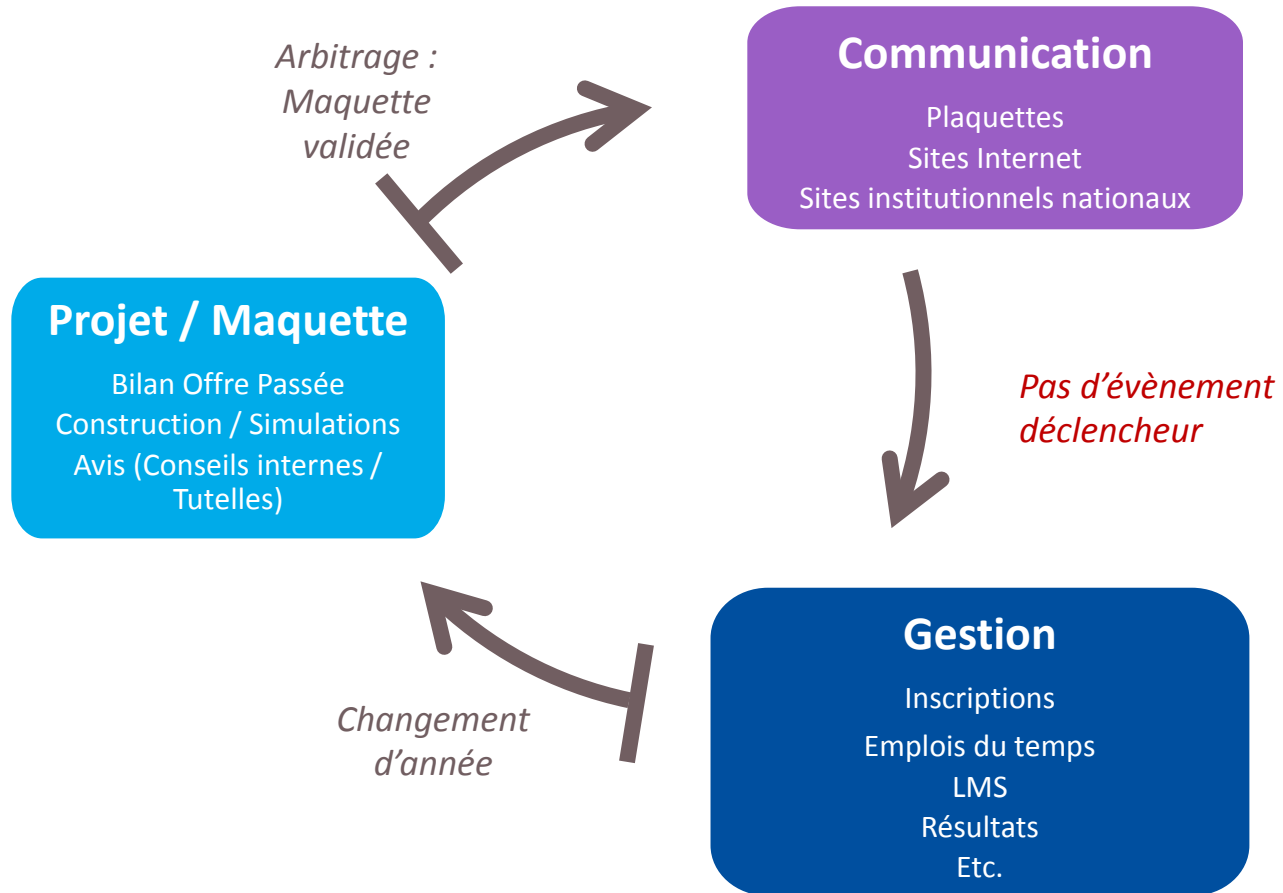 Arbitrage :
Maquette
validée
Communication
Plaquettes
Sites Internet
Sites institutionnels nationaux
Projet / Maquette
Bilan Offre Passée
Construction / Simulations
Avis (Conseils internes /
Tutelles)
Pas d’évènement
déclencheur
Gestion
Inscriptions
Emplois du temps
LMS
Résultats
Etc.
Changement
d’année